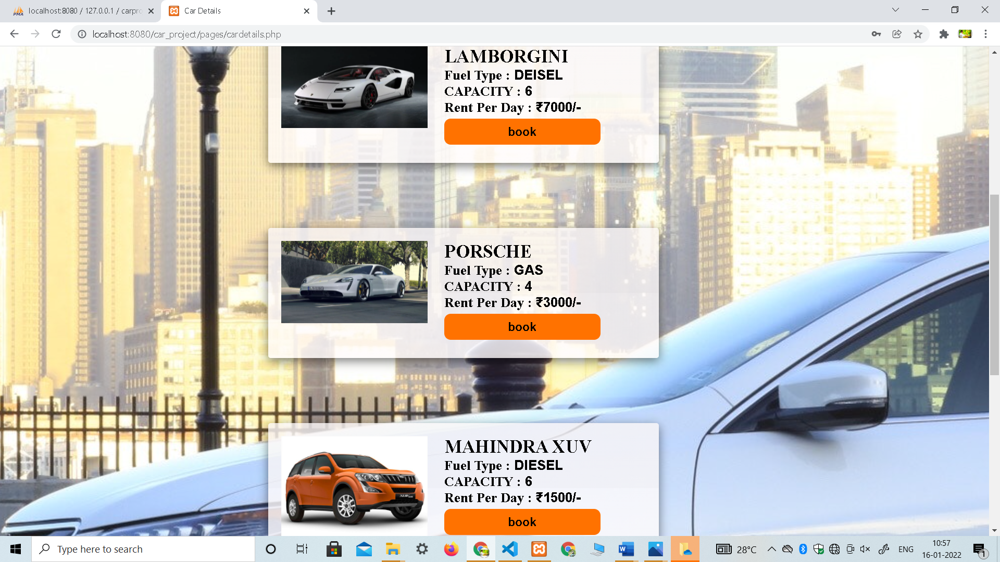 localhost:8080 / 127.0.0.1 / carpro
Car Details
localhost:8080/car_project/pages/cardetails.php
LAMBORGINI
Fuel Type : DEISEL
CAPACITY : 6
Rent Per Day : ₹7000/-
book
PORSCHE
Fuel Type : GAS
CAPACITY : 4
Rent Per Day : ₹3000/-
book
MAHINDRA XUV
Fuel Type : DIESEL
CAPACITY : 6
Rent Per Day : ₹1500/-
book
Type here to search
28°C
ENG
10:57
16-01-2022
1